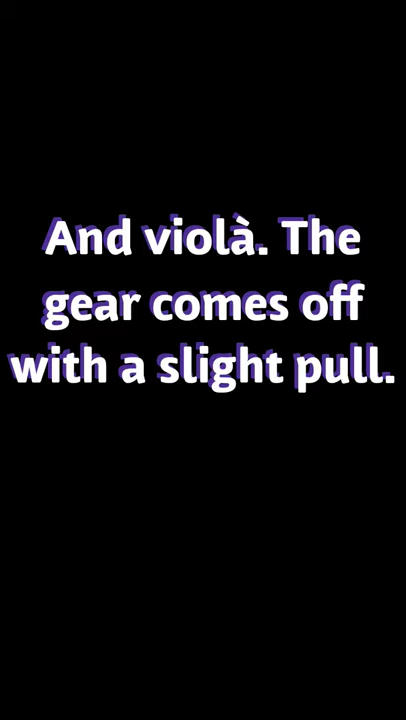 And violà. The
gear comes off
with a slight pull.